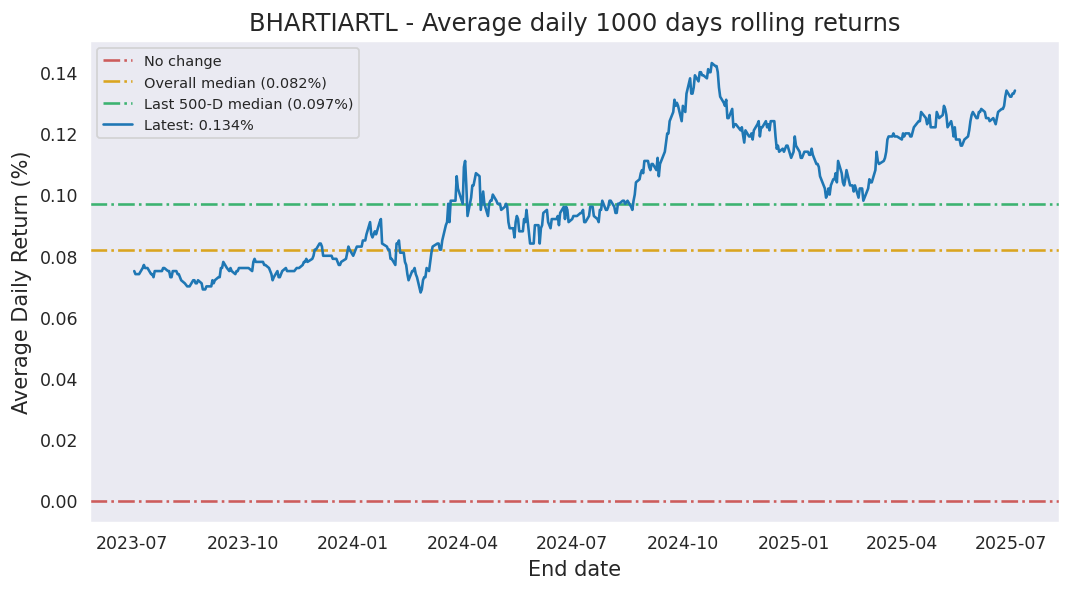 BHARTIARTL - Average daily 1000 days rolling returns
No change
Overall median (0.082%)
Last 500-D median (0.097%)
Latest: 0.134%
Average Daily Return (%)
0.14
0.12
0.10
0.08
0.06
0.04
0.02
0.00
2023-07 2023-10 2024-01 2024-04 2024-07 2024-10 2025-01 2025-04 2025-07
End date